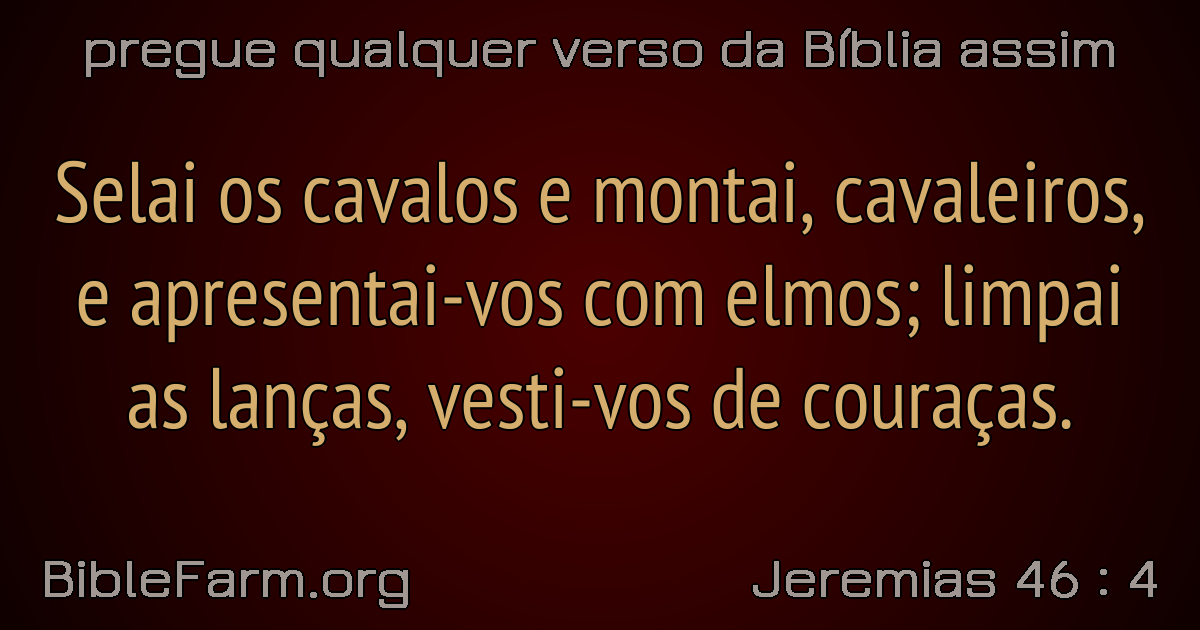 pregue qualquer verso da Bíblia assim
Selai os cavalos e montai, cavaleiros,
e apresentai-vos com elmos; limpai
as lanças, vesti-vos de couraças.
BibleFarm.org
Jeremias 46 : 4